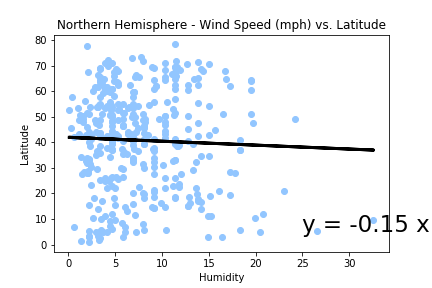 Northern Hemisphere - Wind Speed (mph) vs. Latitude
80
70
60
50
40
30
20
10
0
Latitude
y = -0.15 x
0 5 10 15 20 25 30
Humidity